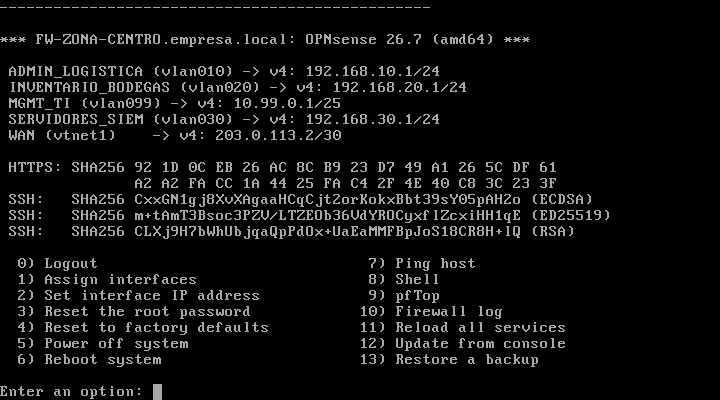 ------------------------------------------------
*** FW-ZONA-CENTRO.empresa.local: OPNsense 26.7 (amd64) ***
ADMIN_LOGISTICA (vlan010) -> v4: 192.168.10.1/24
INVENTARIO_BODEGAS (vlan020) -> v4: 192.168.20.1/24
MGMT_TI (vlan099) -> v4: 10.99.0.1/25
SERVIDORES_SIEM (vlan030) -> v4: 192.168.30.1/24
WAN (vtnet1)    -> v4: 203.0.113.2/30
HTTPS: SHA256 92 1D 0C EB 26 AC 8C B9 23 D7 49 A1 26 5C DF 61
A2 A2 FA CC 1A 44 25 FA C4 2F 4E 40 C8 3C 23 3F
SSH:   SHA256 CxxGN1gj8XvXAgaaHCqCjt2orKokxBbt39sY05pAH2o (ECDSA)
SSH:   SHA256 m+tAmT3Bsoc3PZV/LTZEOb36VdYROCyxflZcxiHH1qE (ED25519)
SSH:   SHA256 CLXj9H7bWhUbjqaQpPdOx+UaEaMMFBpJoS18CR8H+lQ (RSA)
0) Logout                              7) Ping host
1) Assign interfaces                   8) Shell
2) Set interface IP address            9) pfTop
3) Reset the root password            10) Firewall log
4) Reset to factory defaults          11) Reload all services
5) Power off system                   12) Update from console
6) Reboot system                      13) Restore a backup
Enter an option: